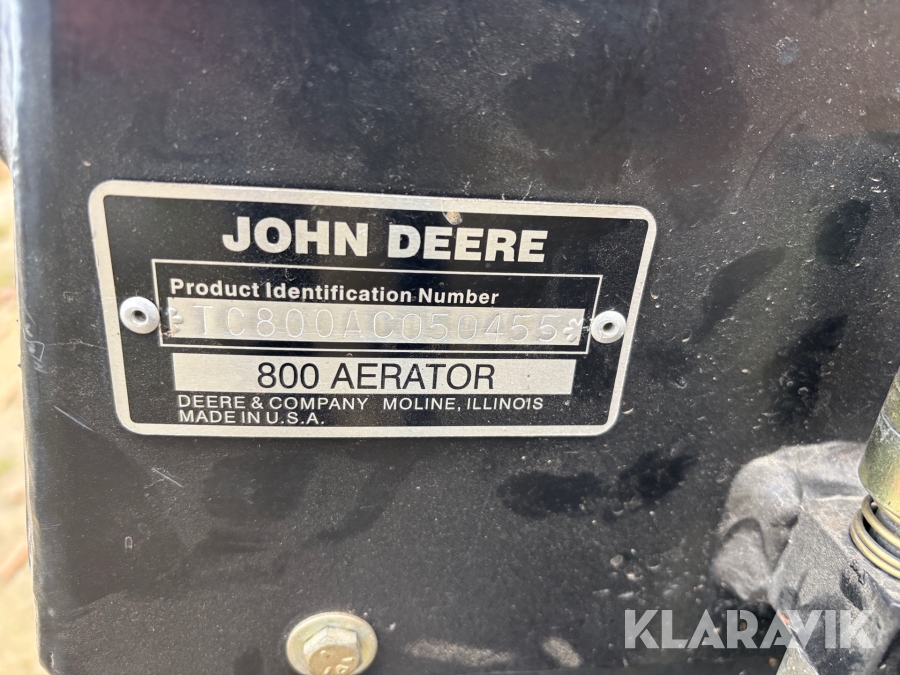 JOHN DEERE
Product Identification Number
*TC800AC050455*
800 AERATOR
DEERE & COMPANY MOLINE, ILLINOIS
MADE IN U.S.A.
KLARAVIK